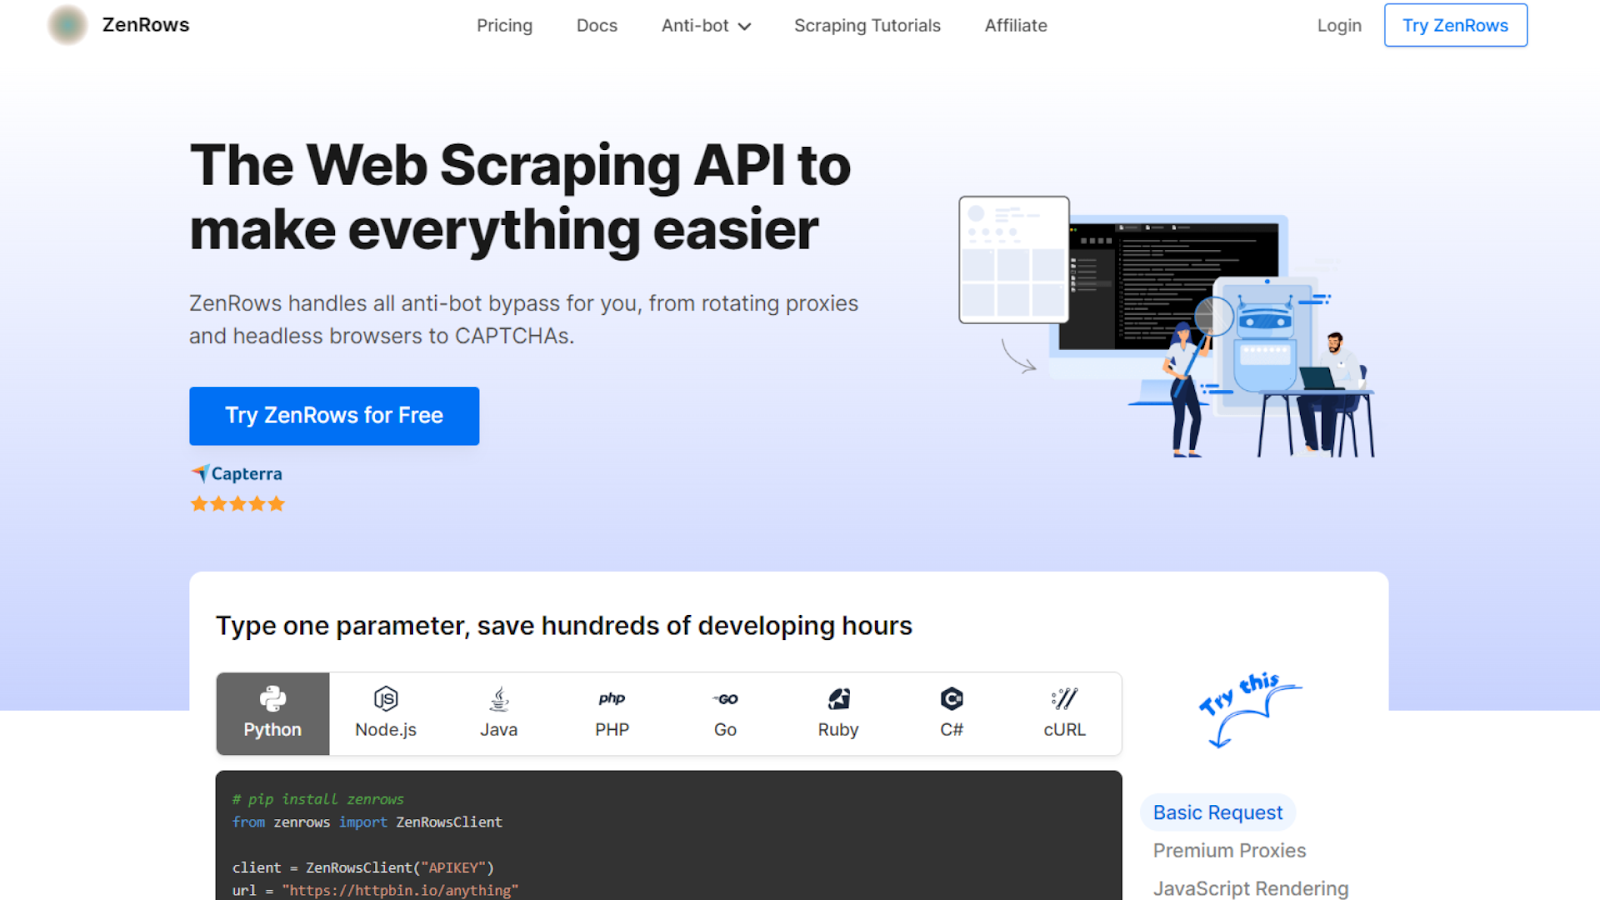 ZenRows
Pricing
Docs
Anti-bot
Scraping Tutorials
Affiliate
Login
Try ZenRows
The Web Scraping API to
make everything easier
ZenRows handles all anti-bot bypass for you, from rotating proxies
and headless browsers to CAPTCHAs.
Try ZenRows for Free
Capterra
Type one parameter, save hundreds of developing hours
Python
JS
Node.js
Java
php
PHP
GO
Go
Ruby
C
C#
cURL
Try this
# pip install zenrows
from zenrows import ZenRowsClient
client = ZenRowsClient("APIKEY")
url = "https://httpbin.io/anything"
Basic Request
Premium Proxies
JavaScript Rendering